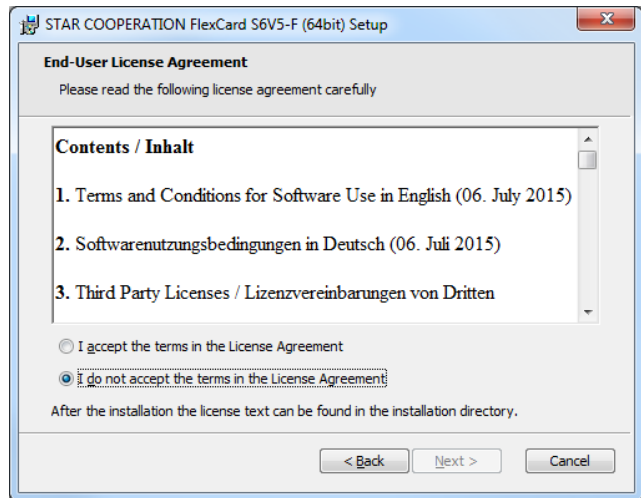 STAR COOPERATION FlexCard S6V5-F (64bit) Setup
End-User License Agreement
Please read the following license agreement carefully
Contents / Inhalt
1. Terms and Conditions for Software Use in English (06. July 2015)
2. Softwarenutzungsbedingungen in Deutsch (06. Juli 2015)
3. Third Party Licenses / Lizenzvereinbarungen von Dritten
I accept the terms in the License Agreement
I do not accept the terms in the License Agreement
After the installation the license text can be found in the installation directory.
< Back Next > Cancel